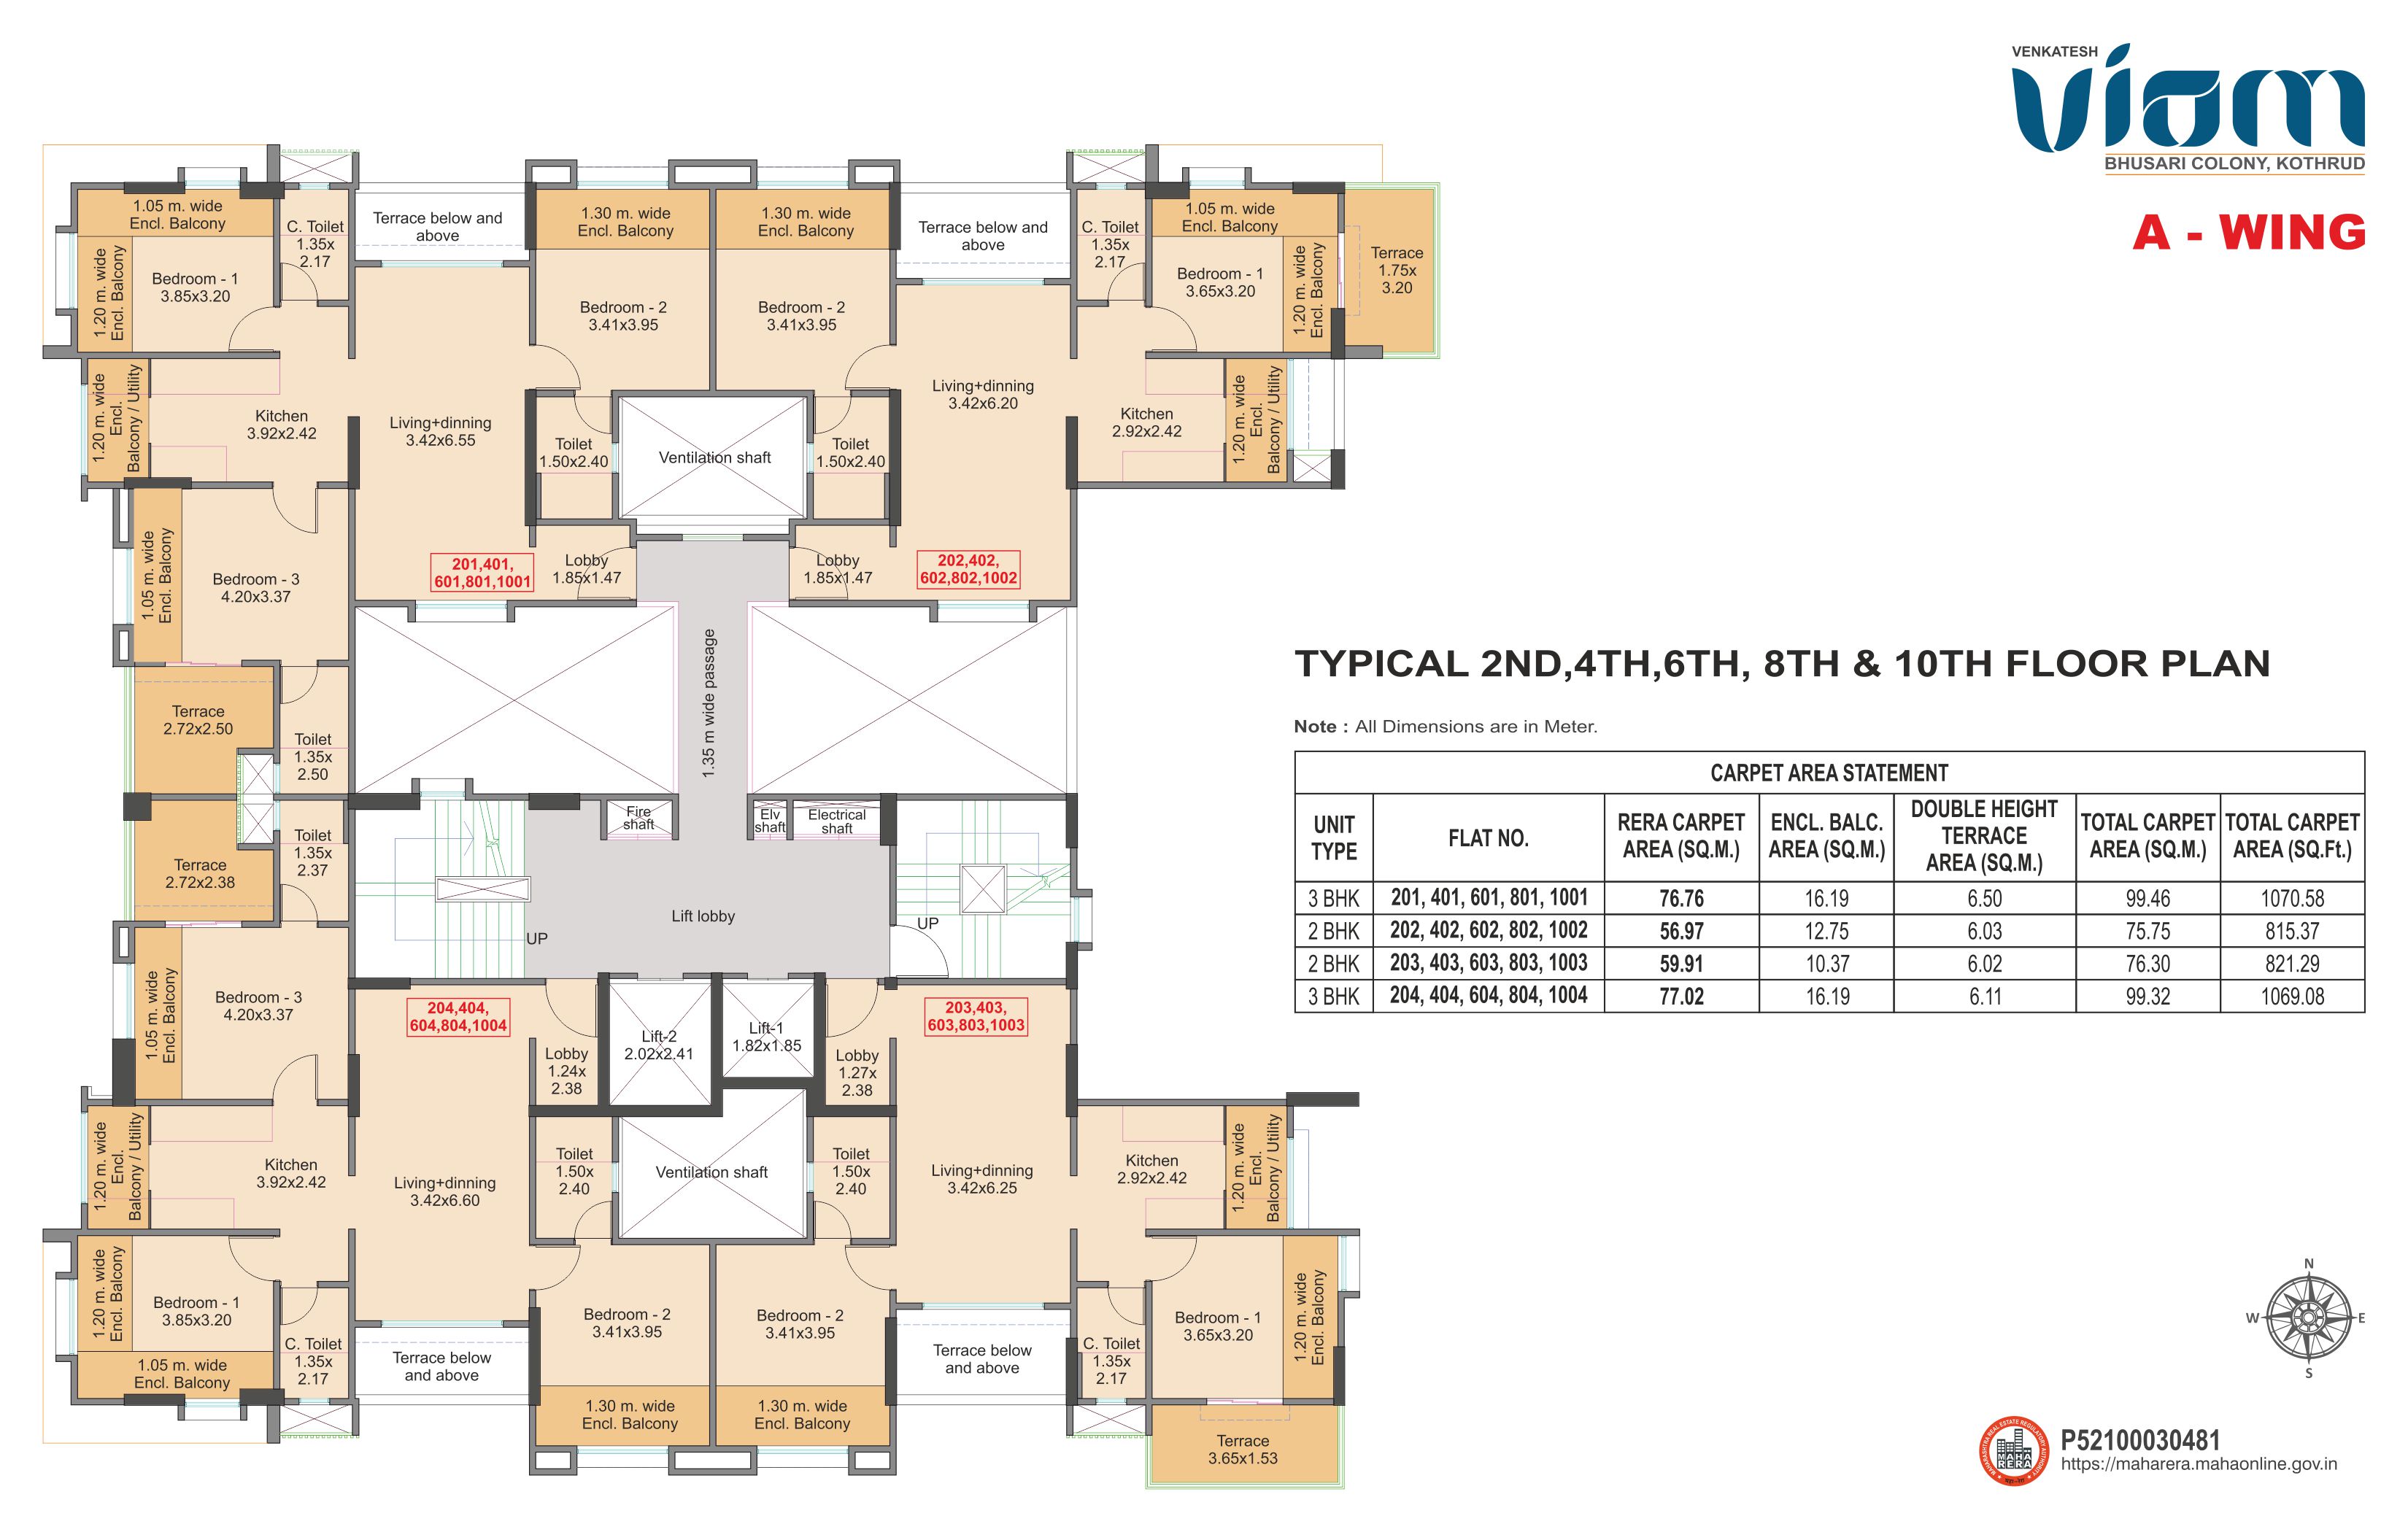 VENKATESH
viom
BHUSARI COLONY, KOTHRUD
A - WING
1.05 m. wide
Encl. Balcony
C. Toilet
1.35x
2.17
Terrace below and
above
1.30 m. wide
Encl. Balcony
1.30 m. wide
Encl. Balcony
Terrace below and
above
C. Toilet
1.35x
2.17
1.05 m. wide
Encl. Balcony
1.20 m. wide
Encl. Balcony
Bedroom - 1
3.85x3.20
Bedroom - 2
3.41x3.95
Bedroom - 2
3.41x3.95
Bedroom - 1
3.65x3.20
1.20 m. wide
Encl. Balcony
Terrace
1.75x
3.20
1.20 m. wide
Encl.
Balcony / Utility
Kitchen
3.92x2.42
Living+dinning
3.42x6.55
Toilet
1.50x2.40
Ventilation shaft
Toilet
1.50x2.40
Living+dinning
3.42x6.20
Kitchen
2.92x2.42
1.20 m. wide
Encl.
Balcony / Utility
1.05 m. wide
Encl. Balcony
Bedroom - 3
4.20x3.37
201,401,
601,801,1001
Lobby
1.85x1.47
Lobby
1.85x1.47
202,402,
602,802,1002
1.35 m wide passage
Terrace
2.72x2.50
Toilet
1.35x
2.50
Fire
shaft
Elv
shaft
Electrical
shaft
Terrace
2.72x2.38
Toilet
1.35x
2.37
UP
Lift lobby
UP
1.05 m. wide
Encl. Balcony
Bedroom - 3
4.20x3.37
204,404,
604,804,1004
Lobby
1.24x
2.38
Lift-2
2.02x2.41
Lift-1
1.82x1.85
Lobby
1.27x
2.38
203,403,
603,803,1003
1.20 m. wide
Encl.
Balcony / Utility
Kitchen
3.92x2.42
Living+dinning
3.42x6.60
Toilet
1.50x
2.40
Ventilation shaft
Toilet
1.50x
2.40
Living+dinning
3.42x6.25
Kitchen
2.92x2.42
1.20 m. wide
Encl.
Balcony / Utility
1.20 m. wide
Encl. Balcony
Bedroom - 1
3.85x3.20
C. Toilet
1.35x
2.17
Terrace below
and above
Bedroom - 2
3.41x3.95
Bedroom - 2
3.41x3.95
Terrace below
and above
C. Toilet
1.35x
2.17
Bedroom - 1
3.65x3.20
1.20 m. wide
Encl. Balcony
1.05 m. wide
Encl. Balcony
1.30 m. wide
Encl. Balcony
1.30 m. wide
Encl. Balcony
Terrace
3.65x1.53
TYPICAL 2ND,4TH,6TH, 8TH & 10TH FLOOR PLAN
Note : All Dimensions are in Meter.
CARPET AREA STATEMENT
UNIT TYPE FLAT NO. RERA CARPET AREA (SQ.M.) ENCL. BALC. AREA (SQ.M.) DOUBLE HEIGHT TERRACE AREA (SQ.M.) TOTAL CARPET AREA (SQ.M.) TOTAL CARPET AREA (SQ.Ft.)
3 BHK 201, 401, 601, 801, 1001 76.76 16.19 6.50 99.46 1070.58
2 BHK 202, 402, 602, 802, 1002 56.97 12.75 6.03 75.75 815.37
2 BHK 203, 403, 603, 803, 1003 59.91 10.37 6.02 76.30 821.29
3 BHK 204, 404, 604, 804, 1004 77.02 16.19 6.11 99.32 1069.08
N
W E
S
MAHARASHTRA REAL ESTATE REGULATORY AUTHORITY
MAHA
RERA
P52100030481
https://maharera.mahaonline.gov.in